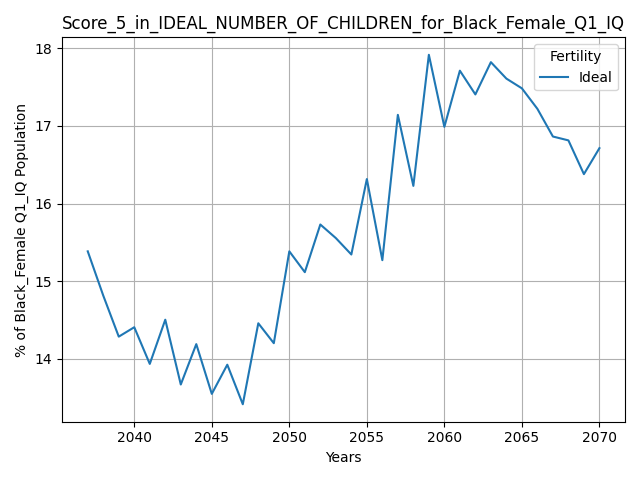 Score_5_in_IDEAL_NUMBER_OF_CHILDREN_for_Black_Female_Q1_IQ
Fertility
Ideal
% of Black_Female Q1_IQ Population
18
17
16
15
14
2040
2045
2050
2055
2060
2065
2070
Years